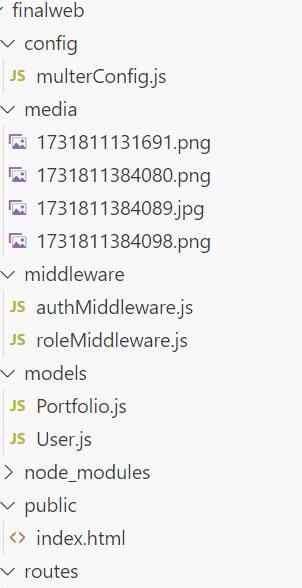 finalweb
config
JS multerConfig.js
media
1731811131691.png
1731811384080.png
1731811384089.jpg
1731811384098.png
middleware
JS authMiddleware.js
JS roleMiddleware.js
models
JS Portfolio.js
JS User.js
node_modules
public
<> index.html
routes